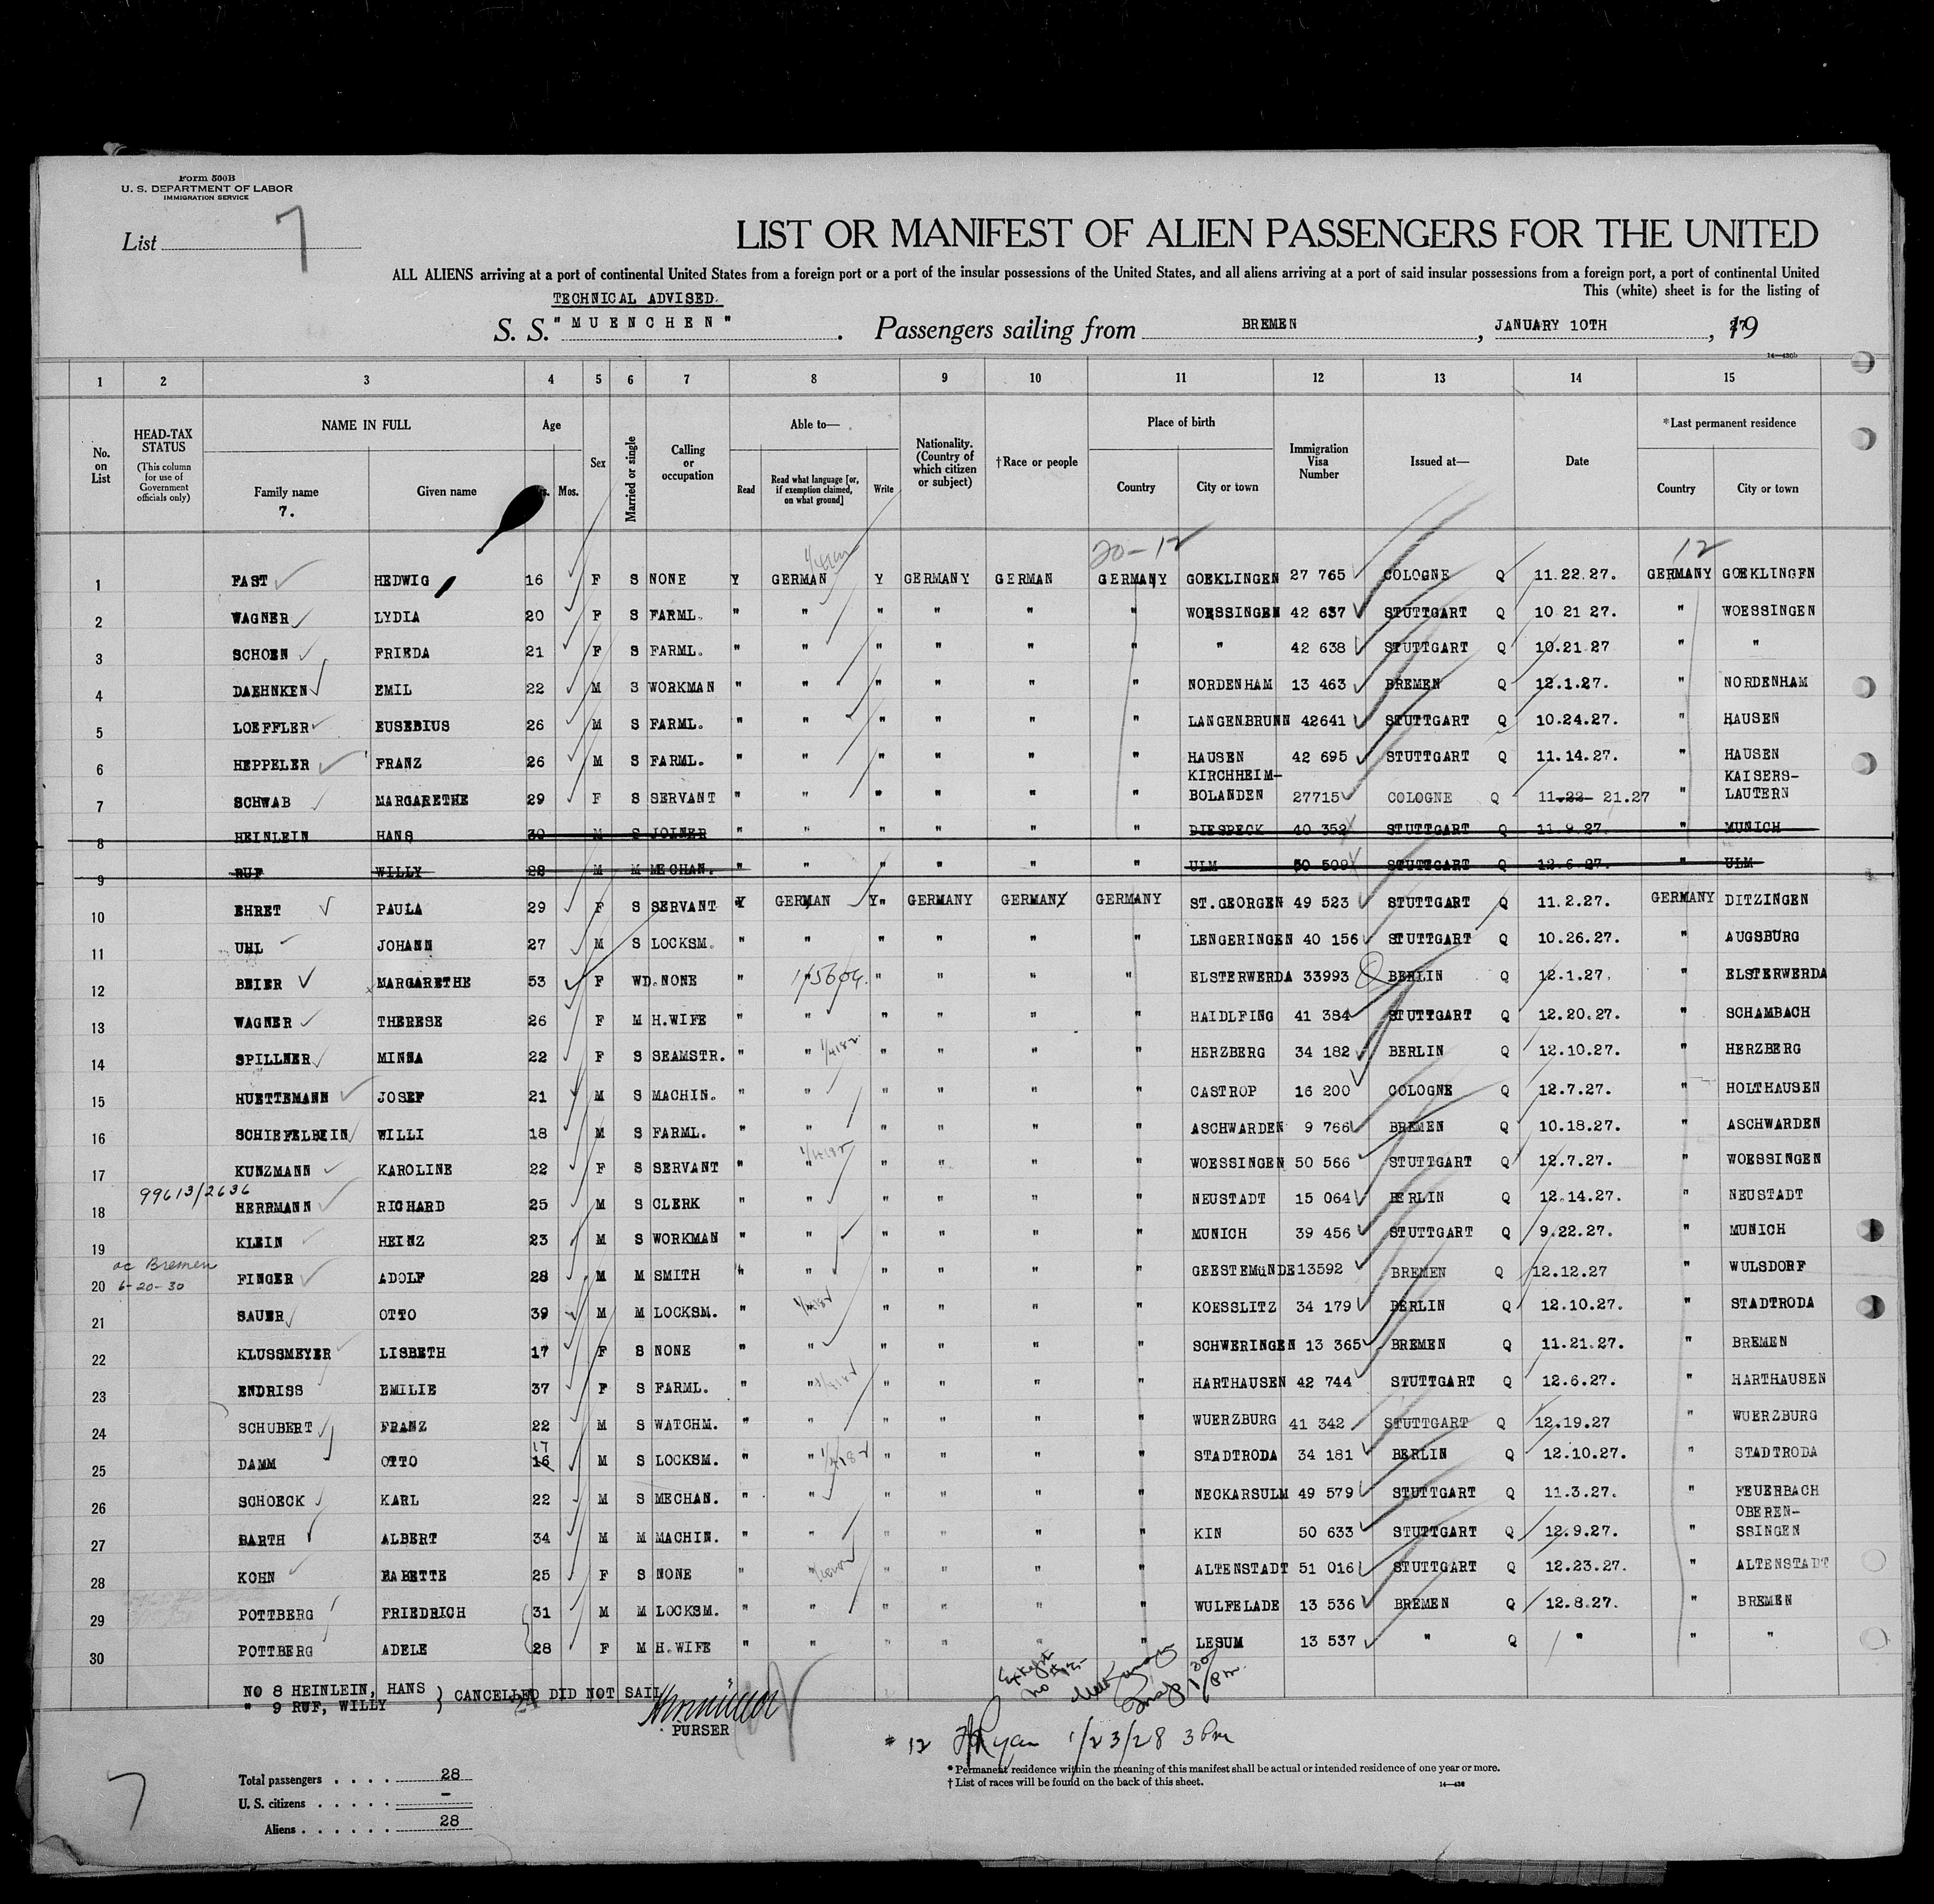 Form 500B
U. S. DEPARTMENT OF LABOR
IMMIGRATION SERVICE
List 7
LIST OR MANIFEST OF ALIEN PASSENGERS FOR THE UNITED
ALL ALIENS arriving at a port of continental United States from a foreign port or a port of the insular possessions of the United States, and all aliens arriving at a port of said insular possessions from a foreign port, a port of continental United
This (white) sheet is for the listing of
TECHNICAL ADVISED.
S. S. "MUENCHEN". Passengers sailing from BREMEN, JANUARY 10TH, 19
14—430b
1 2 3 4 5 6 7 8 9 10 11 12 13 14 15
No. on List
HEAD-TAX STATUS (This column for use of Government officials only)
NAME IN FULL
Family name
Given name
7.
Age
Mos.
Sex
Married or single
Calling or occupation
Able to—
Read
Read what language [or, if exemption claimed, on what ground]
Write
Nationality. (Country of which citizen or subject)
†Race or people
Place of birth
Country
City or town
Immigration Visa Number
Issued at—
Date
*Last permanent residence
Country
City or town
20-12 12
1 FAST HEDWIG 16 F S NONE Y GERMAN Y GERMANY GERMAN GERMANY GOEKLINGEN 27 765 COLOGNE Q 11.22.27. GERMANY GOEKLINGEN
2 WAGNER LYDIA 20 F S FARML. " " " " " " WOESSINGEN 42 637 STUTTGART Q 10 21 27. " WOESSINGEN
3 SCHOEN FRIEDA 21 F S FARML. " " " " " " " 42 638 STUTTGART Q 10.21 27 " "
4 DAEHNKEN EMIL 22 M S WORKMAN " " " " " " NORDENHAM 13 463 BREMEN Q 12.1.27. " NORDENHAM
5 LOEFFLER EUSEBIUS 26 M S FARML. " " " " " " LANGENBRUNN 42641 STUTTGART Q 10.24.27. " HAUSEN
6 HEPPELER FRANZ 26 M S FARML. " " " " " " HAUSEN 42 695 STUTTGART Q 11.14.27. " HAUSEN
7 SCHWAB MARGARETHE 29 F S SERVANT " " " " " " KIRCHHEIM-BOLANDEN 27715 COLOGNE Q 11.22- 21.27 " KAISERS-LAUTERN
8 HEINLEIN HANS 30 M S JOINER " " " " " " DIESPECK 40 352 STUTTGART Q 11.9.27. " MUNICH
9 RUF WILLY 28 M M MECHAN. " " " " " " ULM 50 509 STUTTGART Q 12.6.27. " ULM
10 EHRET PAULA 29 F S SERVANT Y GERMAN Y" GERMANY GERMANY GERMANY ST.GEORGEN 49 523 STUTTGART Q 11.2.27. GERMANY DITZINGEN
11 UHL JOHANN 27 M S LOCKSM. " " " " " " LENGERINGEN 40 156 STUTTGART Q 10.26.27. " AUGSBURG
12 BEIER MARGARETHE 53 F WD. NONE " " " " " " ELSTERWERDA 33993 BERLIN Q 12.1.27. " ELSTERWERDA
13 WAGNER THERESE 26 F M H.WIFE " " " " " " HAIDLFING 41 384 STUTTGART Q 12.20.27. " SCHAMBACH
14 SPILLNER MINNA 22 F S SEAMSTR. " " " " " " HERZBERG 34 182 BERLIN Q 12.10.27. " HERZBERG
15 HUETTEMANN JOSEF 21 M S MACHIN. " " " " " " CASTROP 16 200 COLOGNE Q 12.7.27. " HOLTHAUSEN
16 SCHIEFELBEIN WILLI 18 M S FARML. " " " " " " ASCHWARDEN 9 766 BREMEN Q 10.18.27. " ASCHWARDEN
17 KUNZMANN KAROLINE 22 F S SERVANT " " " " " " WOESSINGEN 50 566 STUTTGART Q 12.7.27. " WOESSINGEN
99613/2636
18 HERRMANN RICHARD 25 M S CLERK " " " " " " NEUSTADT 15 064 BERLIN Q 12.14.27. " NEUSTADT
19 KLEIN HEINZ 23 M S WORKMAN " " " " " " MUNICH 39 456 STUTTGART Q 9.22.27. " MUNICH
ac Bremen
20 6-20-30 FINGER ADOLF 28 M M SMITH " " " " " " GEESTEMüNDE 13592 BREMEN Q 12.12.27 " WULSDORF
21 SAUER OTTO 39 M M LOCKSM. " " " " " " KOESSLITZ 34 179 BERLIN Q 12.10.27. " STADTRODA
22 KLUSSMEYER LISBETH 17 F S NONE " " " " " " SCHWERINGEN 13 365 BREMEN Q 11.21.27. " BREMEN
23 ENDRISS EMILIE 37 F S FARML. " " " " " " HARTHAUSEN 42 744 STUTTGART Q 12.6.27. " HARTHAUSEN
24 SCHUBERT FRANZ 22 M S WATCHM. " " " " " " WUERZBURG 41 342 STUTTGART Q 12.19.27 " WUERZBURG
25 DAMM OTTO 17 16 M S LOCKSM. " " " " " " STADTRODA 34 181 BERLIN Q 12.10.27. " STADTRODA
26 SCHOECK KARL 22 M S MECHAN. " " " " " " NECKARSULM 49 579 STUTTGART Q 11.3.27. " FEUERBACH
27 BARTH ALBERT 34 M M MACHIN. " " " " " " KIN 50 633 STUTTGART Q 12.9.27. " OBEREN-SSINGEN
28 KOHN BABETTE 25 F S NONE " " " " " " ALTENSTADT 51 016 STUTTGART Q 12.23.27. " ALTENSTADT
29 POTTBERG FRIEDRICH 31 M M LOCKSM. " " " " " " WULFELADE 13 536 BREMEN Q 12.8.27. " BREMEN
30 POTTBERG ADELE 28 F M H.WIFE " " " " " " LESUM 13 537 " Q " " "
NO 8 HEINLEIN, HANS } CANCELLED DID NOT SAIL
" 9 RUF, WILLY
PURSER
# 12 Ryan 1/23/28 3 Pm
Total passengers . . . . 28
U. S. citizens . . . . . -
Aliens . . . . . . 28
7
* Permanent residence within the meaning of this manifest shall be actual or intended residence of one year or more.
† List of races will be found on the back of this sheet.
14—430